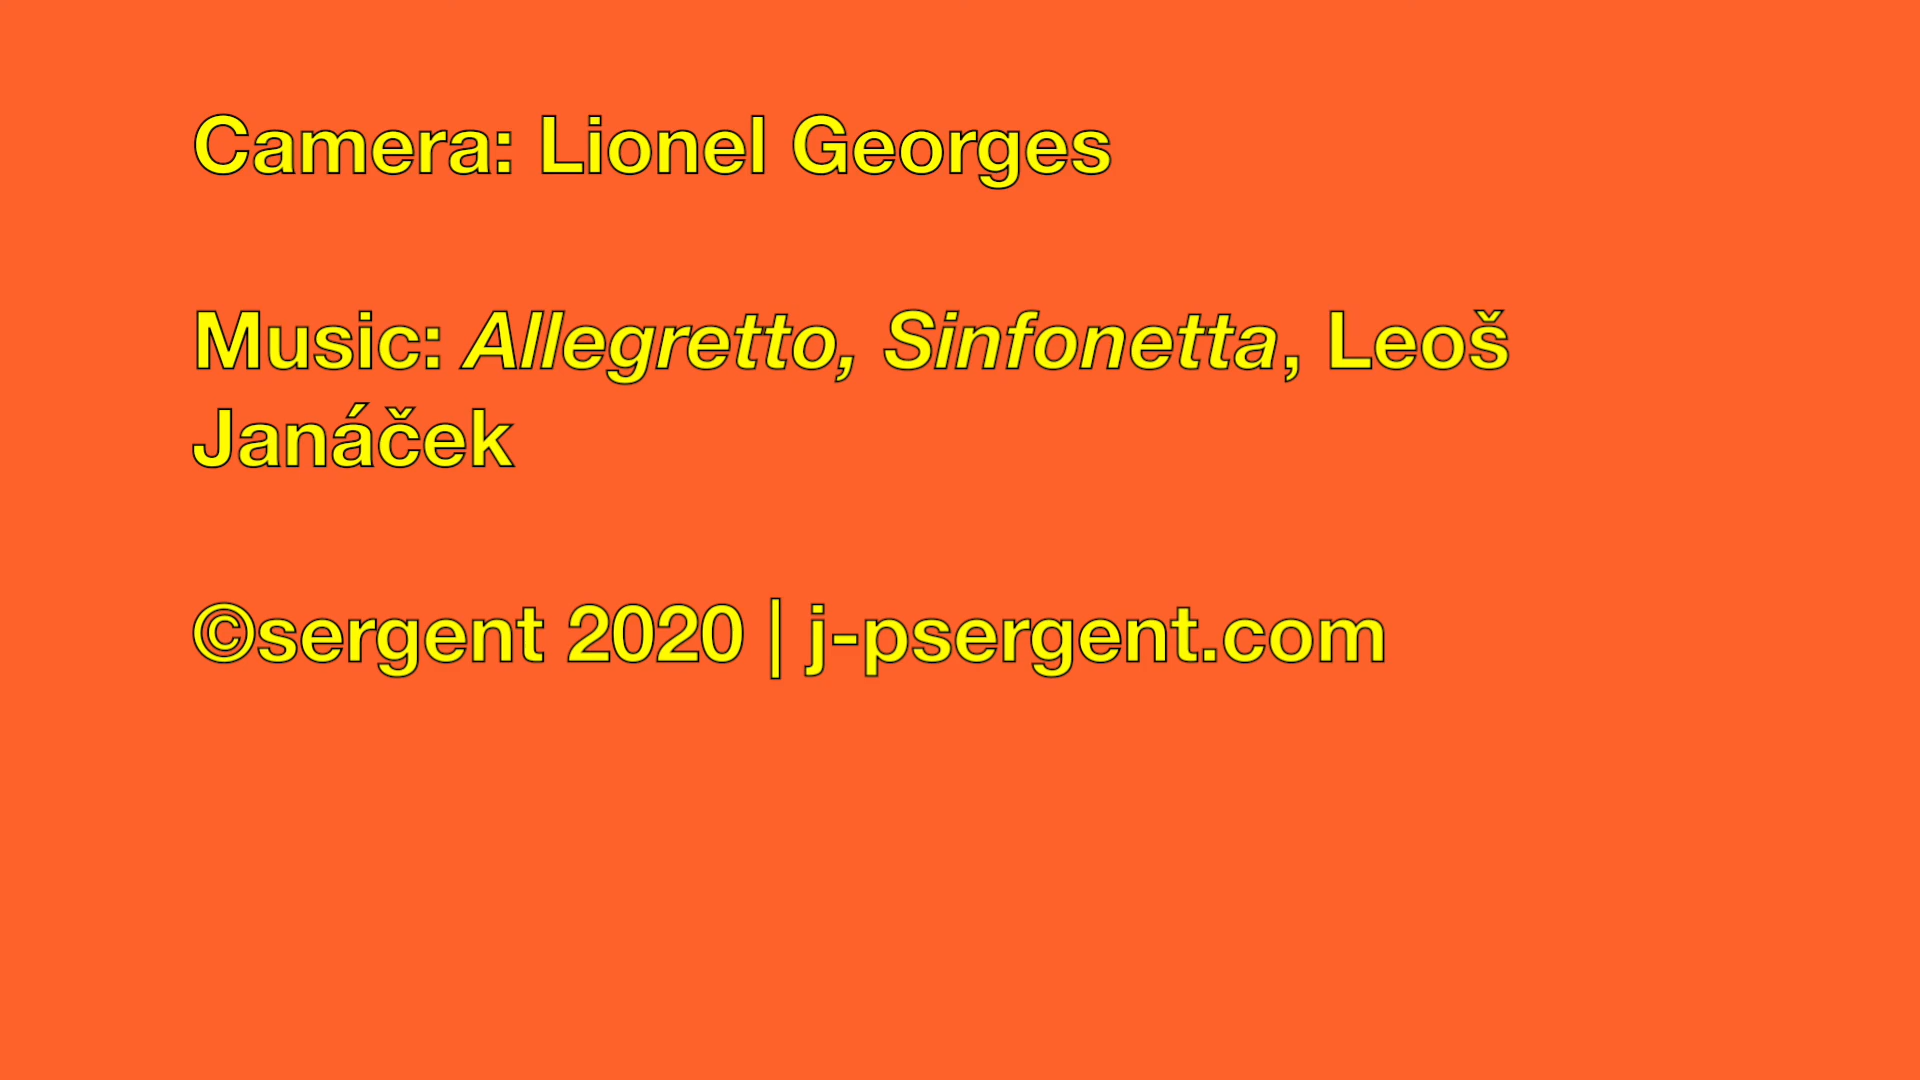 Camera: Lionel Georges
Music: Allegretto, Sinfonetta, Leoš
Janáček
©sergent 2020 | j-psergent.com